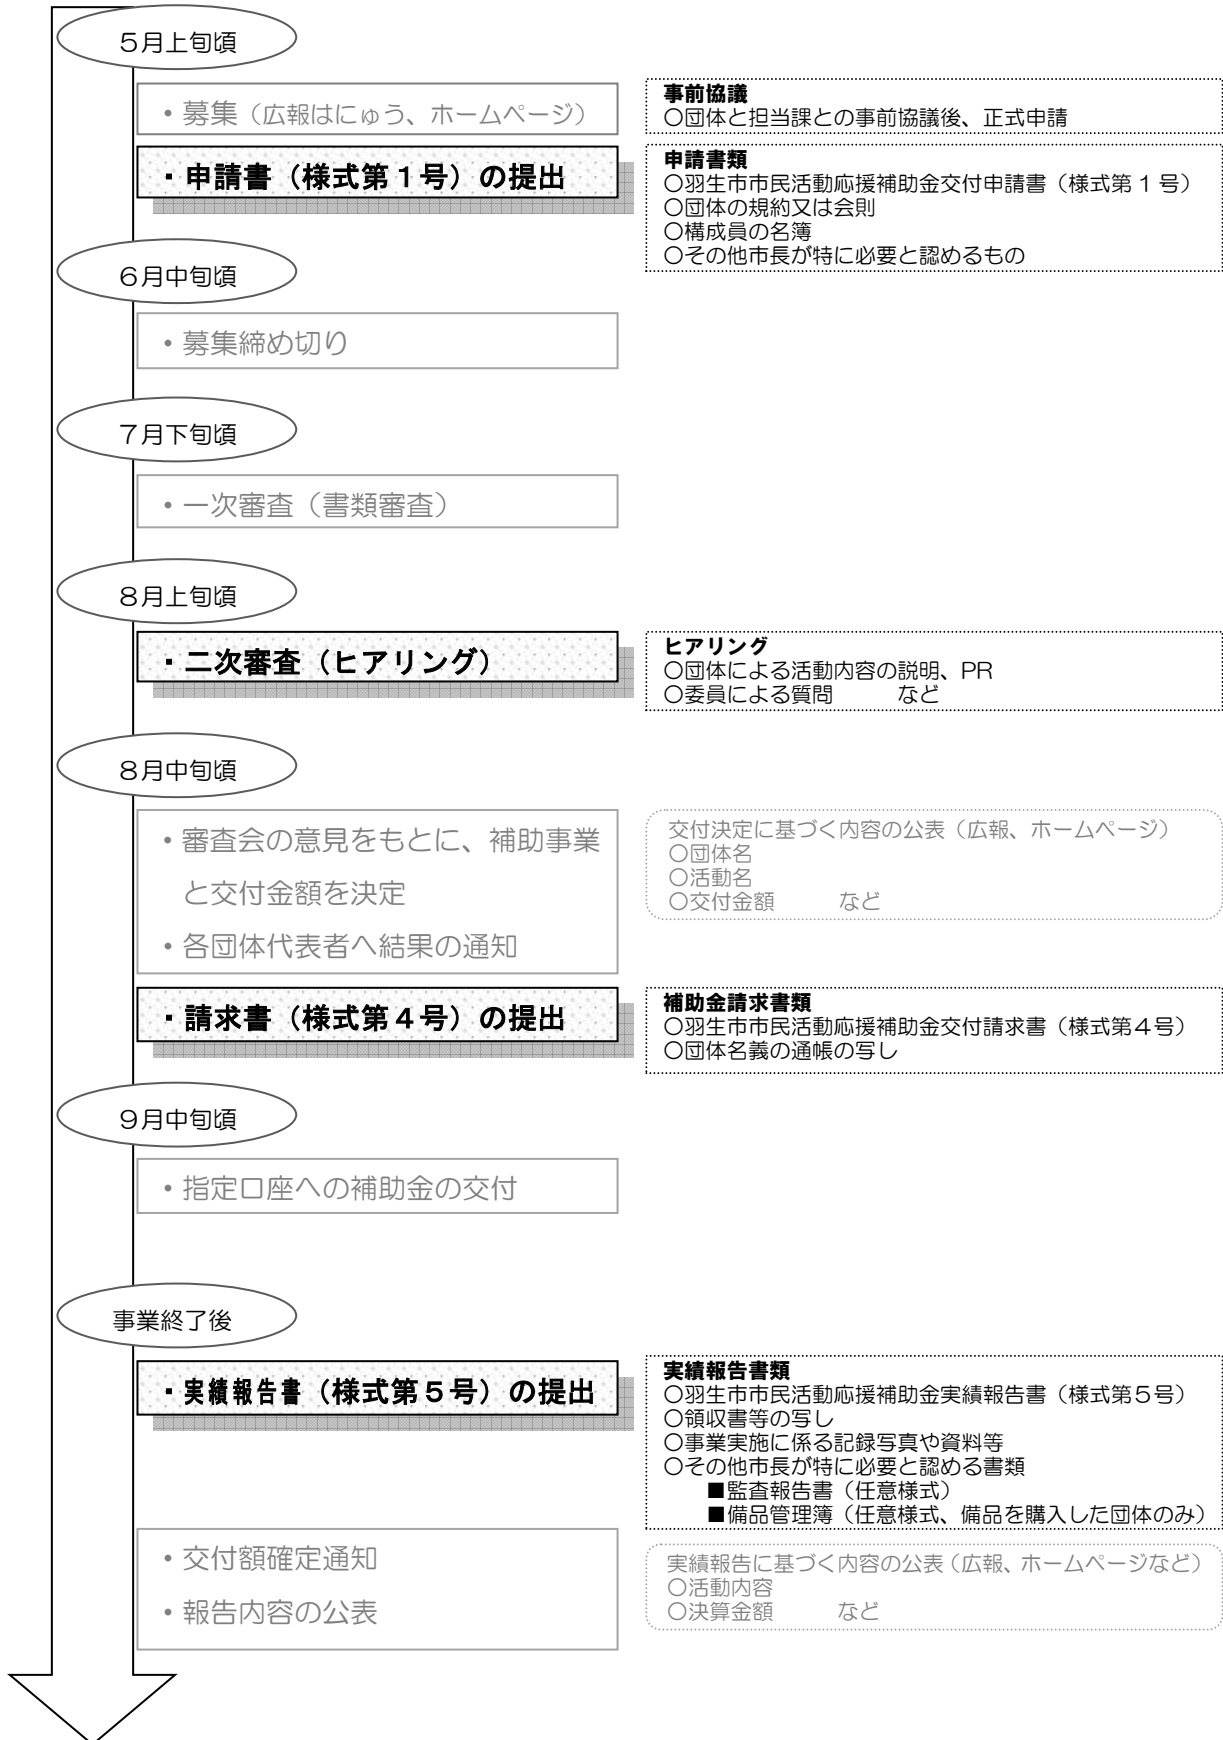 5月上旬頃
・募集（広報はにゅう、ホームページ）
事前協議
○団体と担当課との事前協議後、正式申請
・申請書（様式第１号）の提出
申請書類
○羽生市市民活動応援補助金交付申請書（様式第 1 号）
○団体の規約又は会則
○構成員の名簿
○その他市長が特に必要と認めるもの
６月中旬頃
・募集締め切り
７月下旬頃
・一次審査（書類審査）
８月上旬頃
・二次審査（ヒアリング）
ヒアリング
○団体による活動内容の説明、PR
○委員による質問　　　など
８月中旬頃
・審査会の意見をもとに、補助事業
と交付金額を決定
・各団体代表者へ結果の通知
交付決定に基づく内容の公表（広報、ホームページ）
○団体名
○活動名
○交付金額　　　など
・請求書（様式第４号）の提出
補助金請求書類
○羽生市市民活動応援補助金交付請求書（様式第４号）
○団体名義の通帳の写し
９月中旬頃
・指定口座への補助金の交付
事業終了後
・実績報告書（様式第５号）の提出
実績報告書類
○羽生市市民活動応援補助金実績報告書（様式第５号）
○領収書等の写し
○事業実施に係る記録写真や資料等
○その他市長が特に必要と認める書類
■監査報告書（任意様式）
■備品管理簿（任意様式、備品を購入した団体のみ）
・交付額確定通知
・報告内容の公表
実績報告に基づく内容の公表（広報、ホームページなど）
○活動内容
○決算金額　　　など